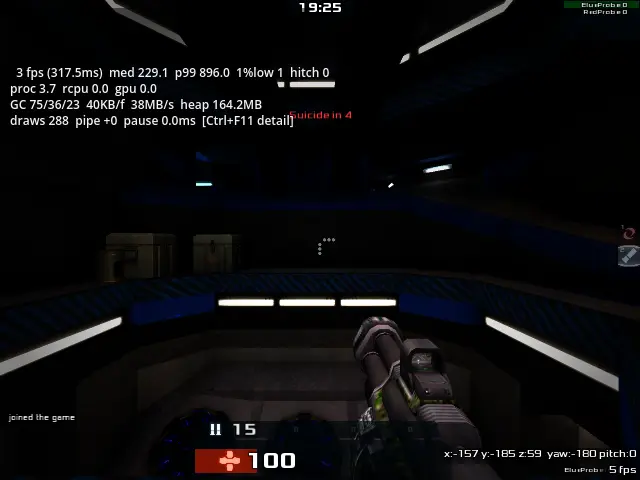 19:25
BluxProbe 0
RedProbe 0
3 fps (317.5ms) med 229.1 p99 896.0 1%low 1 hitch 0
proc 3.7 rcpu 0.0 gpu 0.0
GC 75/36/23 40KB/f 38MB/s heap 164.2MB
draws 288 pipe +0 pause 0.0ms [Ctrl+F11 detail]
Suicide in 4
joined the game
15
100
x:-157 y:-185 z:59 yaw:-180 pitch:0
BluxProbe
5 fps